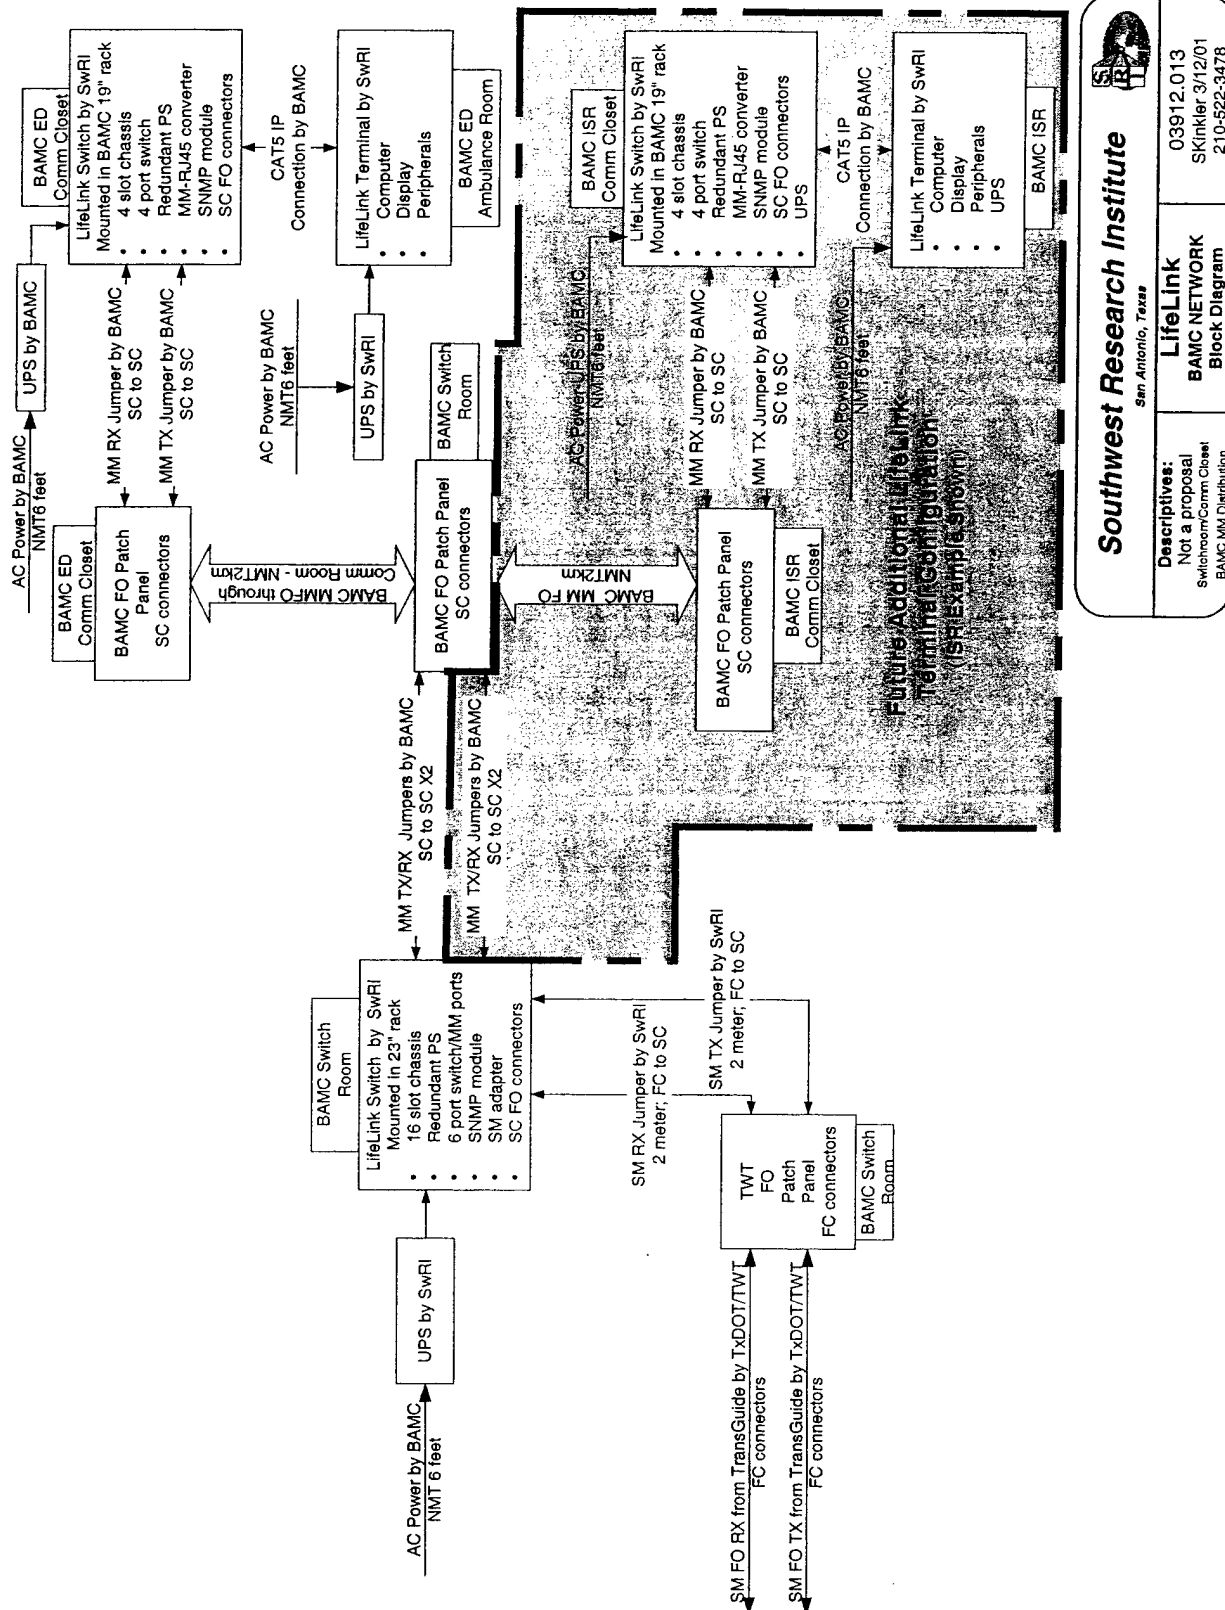 AC Power by BAMC
NMT 6 feet
UPS by SwRI
BAMC Switch
Room
LifeLink Switch by SwRI
Mounted in 23" rack
• 16 slot chassis
• Redundant PS
• 6 port switch/MM ports
• SNMP module
• SM adapter
• SC FO connectors
SM FO RX from TransGuide by TxDOT/TWT
FC connectors
SM FO TX from TransGuide by TxDOT/TWT
FC connectors
TWT
FO
Patch
Panel
FC connectors
BAMC Switch
Room
SM RX Jumper by SwRI
2 meter; FC to SC
SM TX Jumper by SwRI
2 meter; FC to SC
MM TX/RX Jumpers by BAMC
SC to SC X2
MM TX/RX Jumpers by BAMC
SC to SC X2
BAMC FO Patch Panel
SC connectors
BAMC Switch
Room
BAMC MMFO through
Comm Room - NMT2km
BAMC ED
Comm Closet
BAMC FO Patch
Panel
SC connectors
AC Power by BAMC
NMT6 feet
UPS by BAMC
MM RX Jumper by BAMC
SC to SC
MM TX Jumper by BAMC
SC to SC
BAMC ED
Comm Closet
LifeLink Switch by SwRI
Mounted in BAMC 19" rack
• 4 slot chassis
• 4 port switch
• Redundant PS
• MM-RJ45 converter
• SNMP module
• SC FO connectors
CAT5 IP
Connection by BAMC
AC Power by BAMC
NMT6 feet
UPS by SwRI
LifeLink Terminal by SwRI
• Computer
• Display
• Peripherals
BAMC ED
Ambulance Room
BAMC MM FO
NMT2km
BAMC FO Patch Panel
SC connectors
BAMC ISR
Comm Closet
AC Power-UPS by BAMC
NMT6 feet
MM RX Jumper by BAMC
SC to SC
MM TX Jumper by BAMC
SC to SC
BAMC ISR
Comm Closet
LifeLink Switch by SwRI
Mounted in BAMC 19" rack
• 4 slot chassis
• 4 port switch
• Redundant PS
• MM-RJ45 converter
• SNMP module
• SC FO connectors
• UPS
CAT5 IP
Connection by BAMC
AC Power by BAMC
NMT6 feet
LifeLink Terminal by SwRI
• Computer
• Display
• Peripherals
• UPS
BAMC ISR
Future Additional LifeLink
Terminal Configuration
(ISR Example Shown)
Southwest Research Institute
San Antonio, Texas
SwRI
Descriptives:
Not a proposal
Switchroom/Comm Close
BAMC MM Distribution
LifeLink
BAMC NETWORK
Block Diagram
03912.013
SKinkler 3/12/01
210-522-3478